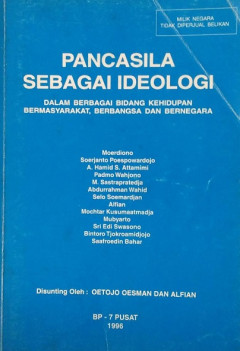 MILIK NEGARA
TIDAK DIPERJUAL BELIKAN
PANCASILA
SEBAGAI IDEOLOGI
DALAM BERBAGAI BIDANG KEHIDUPAN
BERMASYARAKAT, BERBANGSA DAN BERNEGARA
Moerdiono
Soerjanto Poespowardojo
A. Hamid S. Attamimi
Padmo Wahjono
M. Sastrapratedja
Abdurrahman Wahid
Selo Soemardjan
Alfian
Mochtar Kusumaatmadja
Mubyarto
Sri Edi Swasono
Bintoro Tjokroamidjojo
Saafroedin Bahar
Disunting Oleh : OETOJO OESMAN DAN ALFIAN
BP - 7 PUSAT
1996